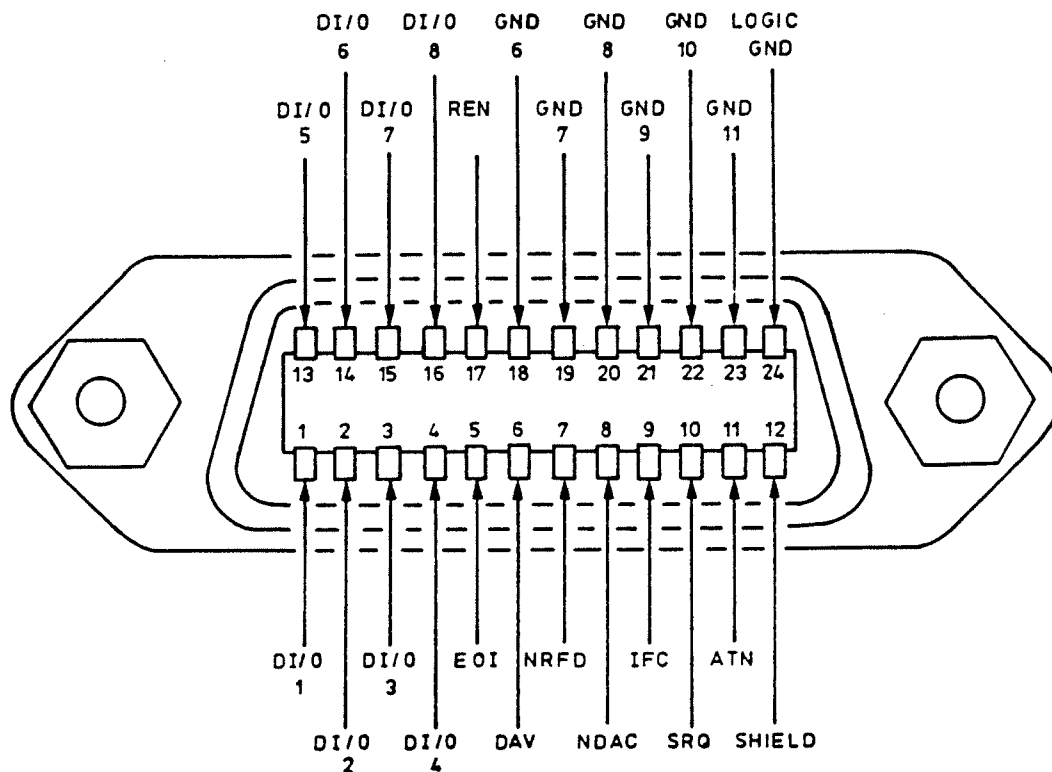 DI/O DI/O GND GND GND LOGIC
6 8 6 8 10 GND
DI/O DI/O REN GND GND GND
5 7 7 9 11
13 14 15 16 17 18 19 20 21 22 23 24
1 2 3 4 5 6 7 8 9 10 11 12
DI/O DI/O EOI NRFD IFC ATN
1 3
DI/O DI/O DAV NDAC SRQ SHIELD
2 4